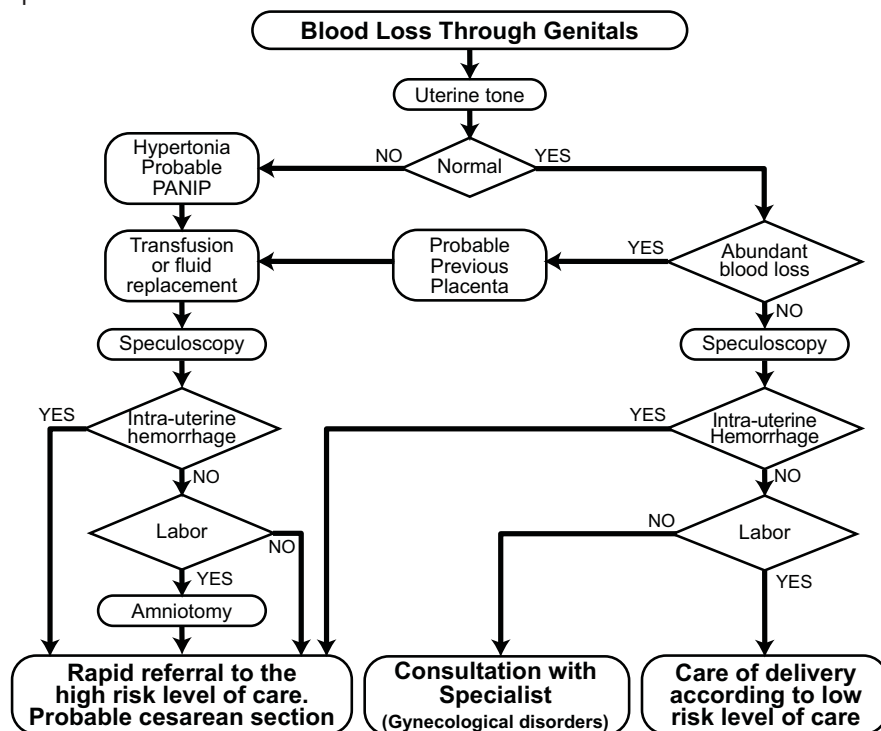 Blood Loss Through Genitals
Uterine tone
Normal
NO
YES
Hypertonia
Probable
PANIP
Transfusion
or fluid
replacement
Probable
Previous
Placenta
YES
Abundant
blood loss
NO
Speculoscopy
Speculoscopy
YES
Intra-uterine
hemorrhage
NO
YES
Intra-uterine
Hemorrhage
NO
Labor
NO
YES
NO
Labor
YES
Amniotomy
Rapid referral to the
high risk level of care.
Probable cesarean section
Consultation with
Specialist
(Gynecological disorders)
Care of delivery
according to low
risk level of care